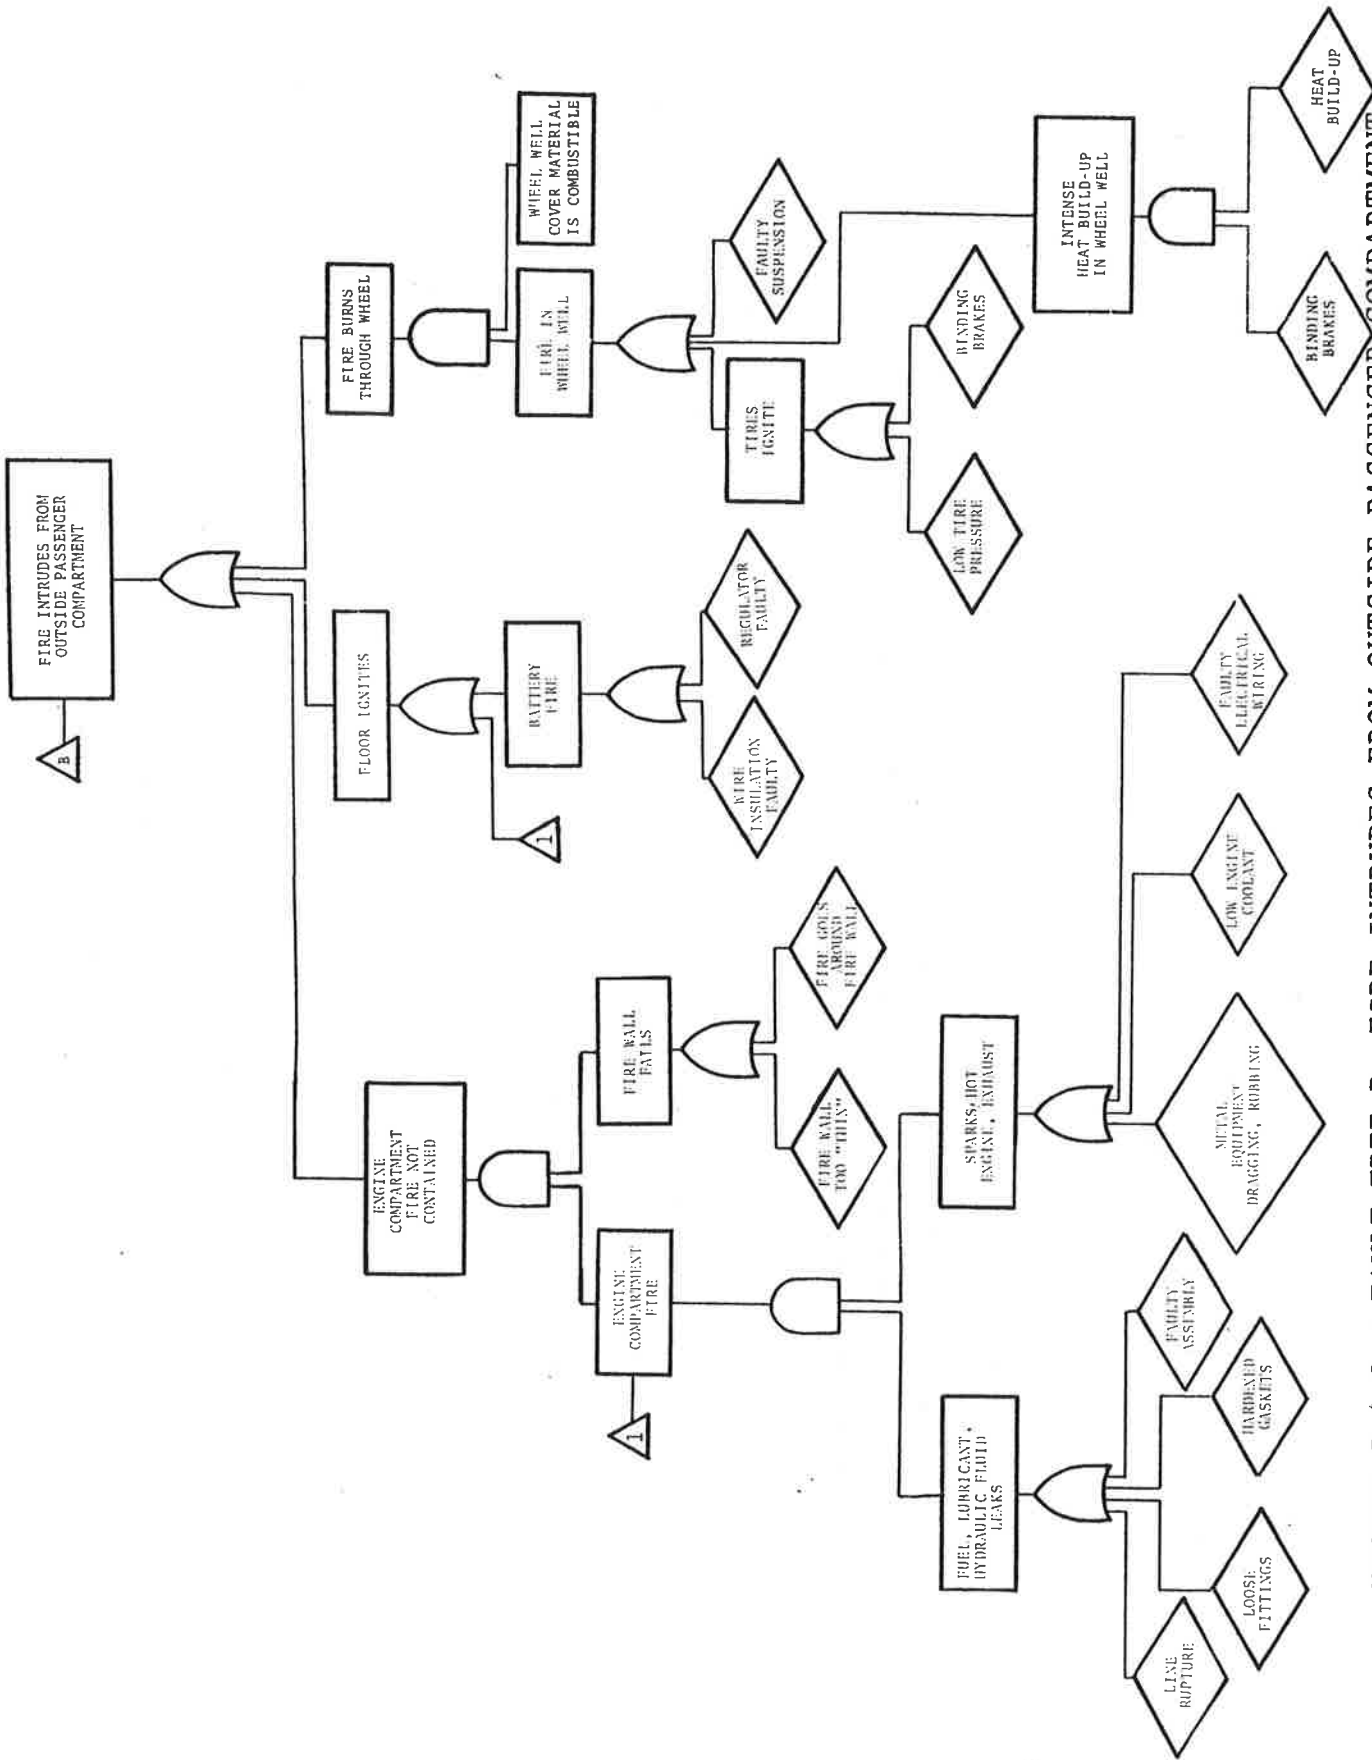 FIRE INTRUDES FROM
OUTSIDE PASSENGER
COMPARTMENT
B
ENGINE
COMPARTMENT
FIRE NOT
CONTAINED
FLOOR IGNITES
FIRE BURNS
THROUGH WHEEL
ENGINE
COMPARTMENT
FIRE
1
FIRE WALL
FAILS
1
BATTERY
FIRE
FIRE IN
WHEEL WELL
WHEEL WELL
COVER MATERIAL
IS COMBUSTIBLE
FIRE WALL
TOO "THIN"
FIRE GOES
AROUND
FIRE WALL
WIRE
INSULATION
FAULTY
REGULATOR
FAULTY
TIRES
IGNITE
FAULTY
SUSPENSION
FUEL, LUBRICANT,
HYDRAULIC FLUID
LEAKS
SPARKS, HOT
ENGINE, EXHAUST
LOW TIRE
PRESSURE
BINDING
BRAKES
INTENSE
HEAT BUILD-UP
IN WHEEL WELL
LINE
RUPTURE
LOOSE
FITTINGS
HARDENED
GASKETS
FAULTY
ASSEMBLY
METAL
EQUIPMENT
DRAGGING, RUBBING
LOW ENGINE
COOLANT
FAULTY
ELECTRICAL
WIRING
BINDING
BRAKES
HEAT
BUILD-UP
FAULT TREE B. FIRE INTRUDES FROM OUTSIDE PASSENGER COMPARTMENT